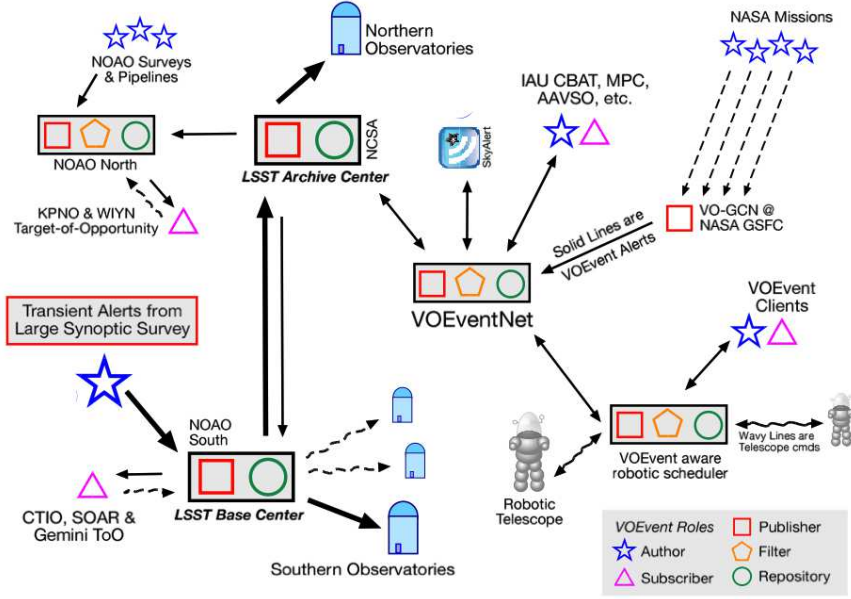 Northern
Observatories
NASA Missions
NOAO Surveys
& Pipelines
IAU CBAT, MPC,
AAVSO, etc.
NCSA
SkyAlert
NOAO North
LSST Archive Center
KPNO & WIYN
Target-of-Opportunity
VO-GCN @
NASA GSFC
Solid Lines are
VOEvent Alerts
VOEvent
Clients
Transient Alerts from
Large Synoptic Survey
VOEventNet
NOAO
South
Wavy Lines are
Telescope cmds
VOEvent aware
robotic scheduler
CTIO, SOAR &
Gemini ToO
LSST Base Center
Robotic
Telescope
Southern Observatories
VOEvent Roles
Publisher
Author
Filter
Subscriber
Repository